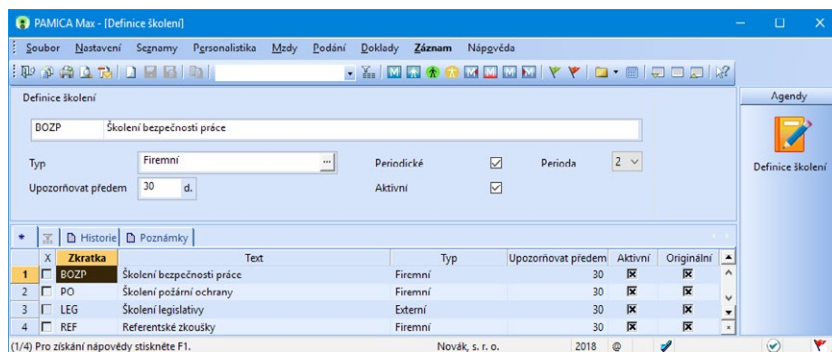 PAMICA Max - [Definice školení]
Soubor Nastavení Seznamy Personalistika Mzdy Podání Doklady Záznam Nápověda
Definice školení
BOZP Školení bezpečnosti práce
Typ Firemní ... Periodické Perioda 2
Upozorňovat předem 30 d. Aktivní
Agendy
Definice školení
* Historie Poznámky
X Zkratka Text Typ Upozorňovat předem Aktivní Originální
1 BOZP Školení bezpečnosti práce Firemní 30
2 PO Školení požární ochrany Firemní 30
3 LEG Školení legislativy Externí 30
4 REF Referentské zkoušky Firemní 30
(1/4) Pro získání nápovědy stiskněte F1. Novák, s. r. o. 2018 @